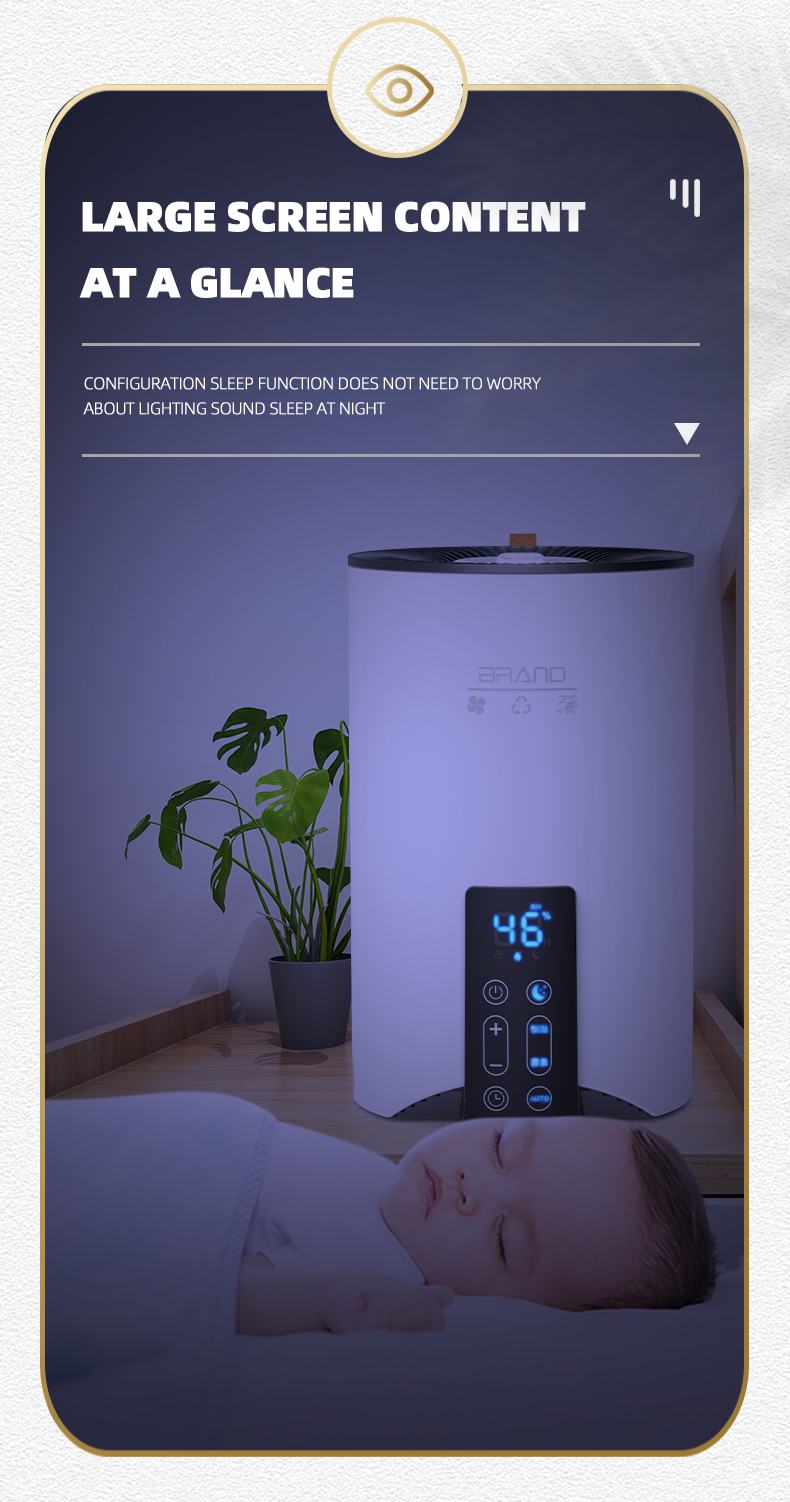 LARGE SCREEN CONTENT
AT A GLANCE
CONFIGURATION SLEEP FUNCTION DOES NOT NEED TO WORRY
ABOUT LIGHTING SOUND SLEEP AT NIGHT
BRAND
RH
46%
AUTO